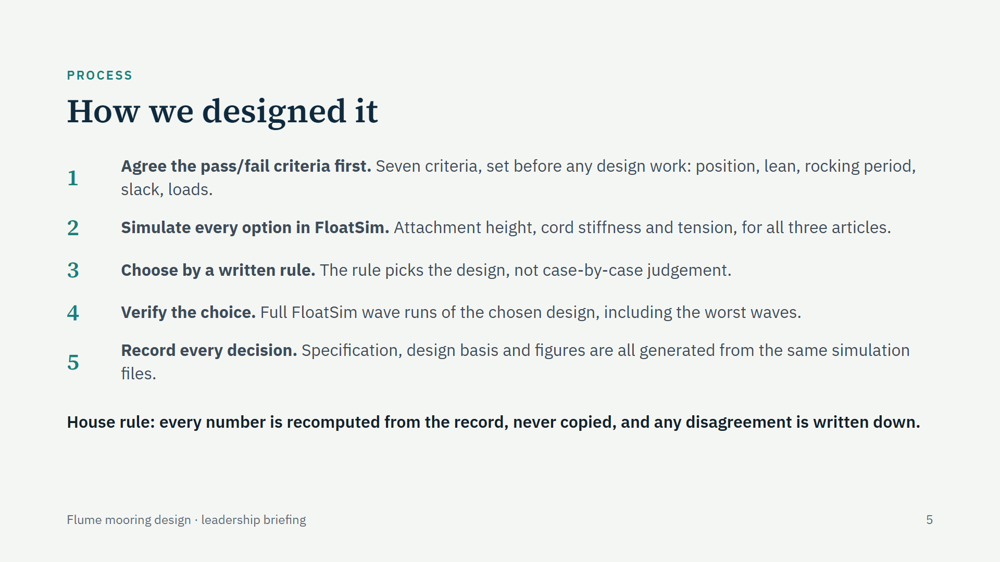 PROCESS
How we designed it
1 Agree the pass/fail criteria first. Seven criteria, set before any design work: position, lean, rocking period,
slack, loads.
2 Simulate every option in FloatSim. Attachment height, cord stiffness and tension, for all three articles.
3 Choose by a written rule. The rule picks the design, not case-by-case judgement.
4 Verify the choice. Full FloatSim wave runs of the chosen design, including the worst waves.
5 Record every decision. Specification, design basis and figures are all generated from the same simulation
files.
House rule: every number is recomputed from the record, never copied, and any disagreement is written down.
Flume mooring design · leadership briefing 5